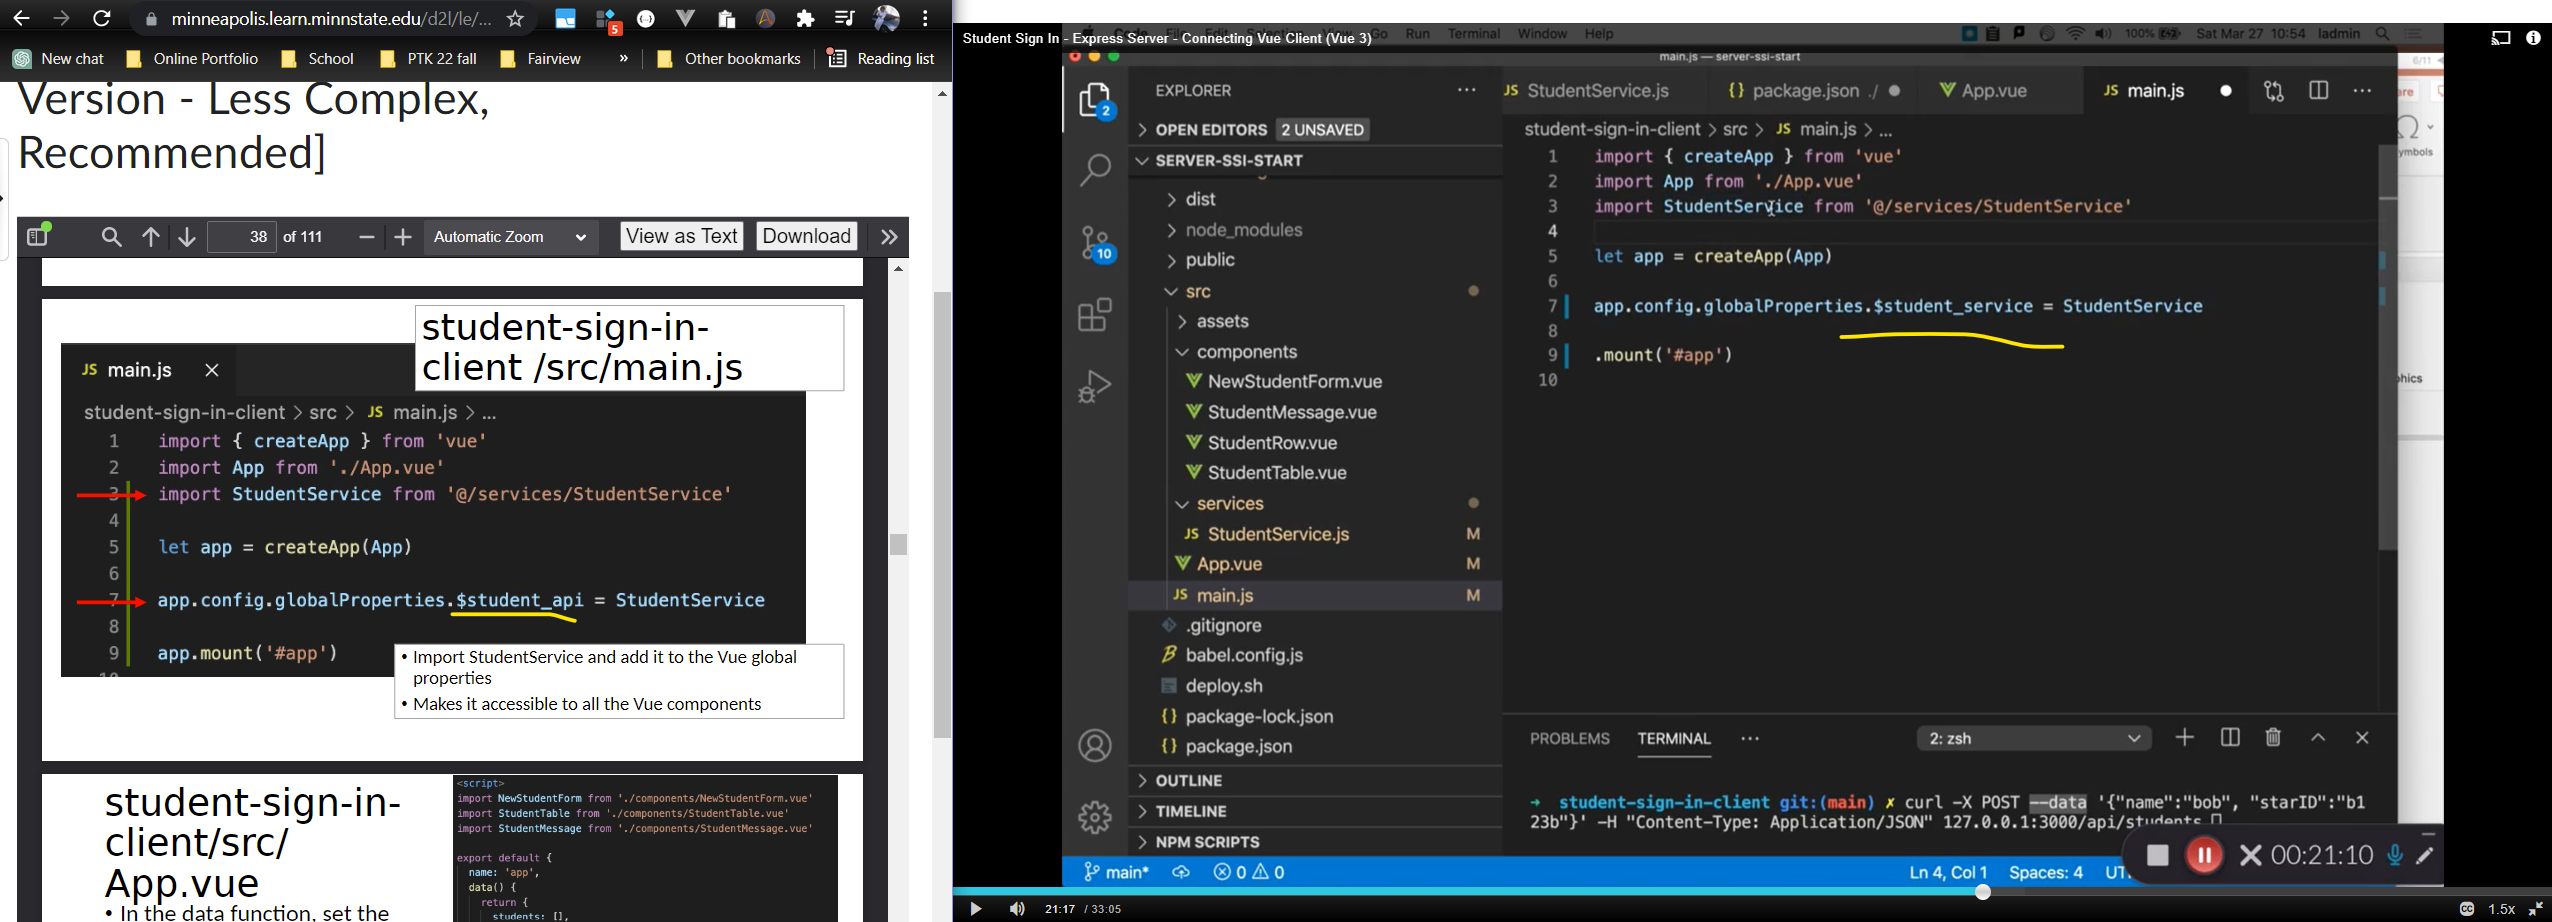 minneapolis.learn.minnstate.edu/d2l/le/...
5
New chat
Online Portfolio
School
PTK 22 fall
Fairview
»
Other bookmarks
Reading list
Version - Less Complex,
Recommended]
38 of 111
Automatic Zoom
View as Text
Download
student-sign-in-
client /src/main.js
JS main.js
student-sign-in-client > src > JS main.js > ...
1 import { createApp } from 'vue'
2 import App from './App.vue'
3 import StudentService from '@/services/StudentService'
4
5 let app = createApp(App)
6
7 app.config.globalProperties.$student_api = StudentService
8
9 app.mount('#app')
10
• Import StudentService and add it to the Vue global
properties
• Makes it accessible to all the Vue components
student-sign-in-
client/src/
App.vue
• In the data function, set the
<script>
import NewStudentForm from './components/NewStudentForm.vue'
import StudentTable from './components/StudentTable.vue'
import StudentMessage from './components/StudentMessage.vue'
export default {
name: 'app',
data() {
return {
students: [],
Student Sign In - Express Server - Connecting Vue Client (Vue 3)
Go Run Terminal Window Help
100% Sat Mar 27 10:54 ladmin
main.js — server-ssi-start
EXPLORER
OPEN EDITORS 2 UNSAVED
SERVER-SSI-START
dist
node_modules
public
src
assets
components
NewStudentForm.vue
StudentMessage.vue
StudentRow.vue
StudentTable.vue
services
JS StudentService.js M
App.vue M
JS main.js M
.gitignore
babel.config.js
deploy.sh
{} package-lock.json
{} package.json
OUTLINE
TIMELINE
NPM SCRIPTS
2
10
JS StudentService.js
{} package.json ./
App.vue
JS main.js
student-sign-in-client > src > JS main.js > ...
1 import { createApp } from 'vue'
2 import App from './App.vue'
3 import StudentService from '@/services/StudentService'
4
5 let app = createApp(App)
6
7 app.config.globalProperties.$student_service = StudentService
8
9 .mount('#app')
10
PROBLEMS TERMINAL ... 2: zsh
→ student-sign-in-client git:(main) ✗ curl -X POST --data '{"name":"bob", "starID":"b1
23b"}' -H "Content-Type: Application/JSON" 127.0.0.1:3000/api/students
main* 0 0
Ln 4, Col 1 Spaces: 4
00:21:10
6/11
ymbols
phics
21:17 / 33:05
CC 1.5x